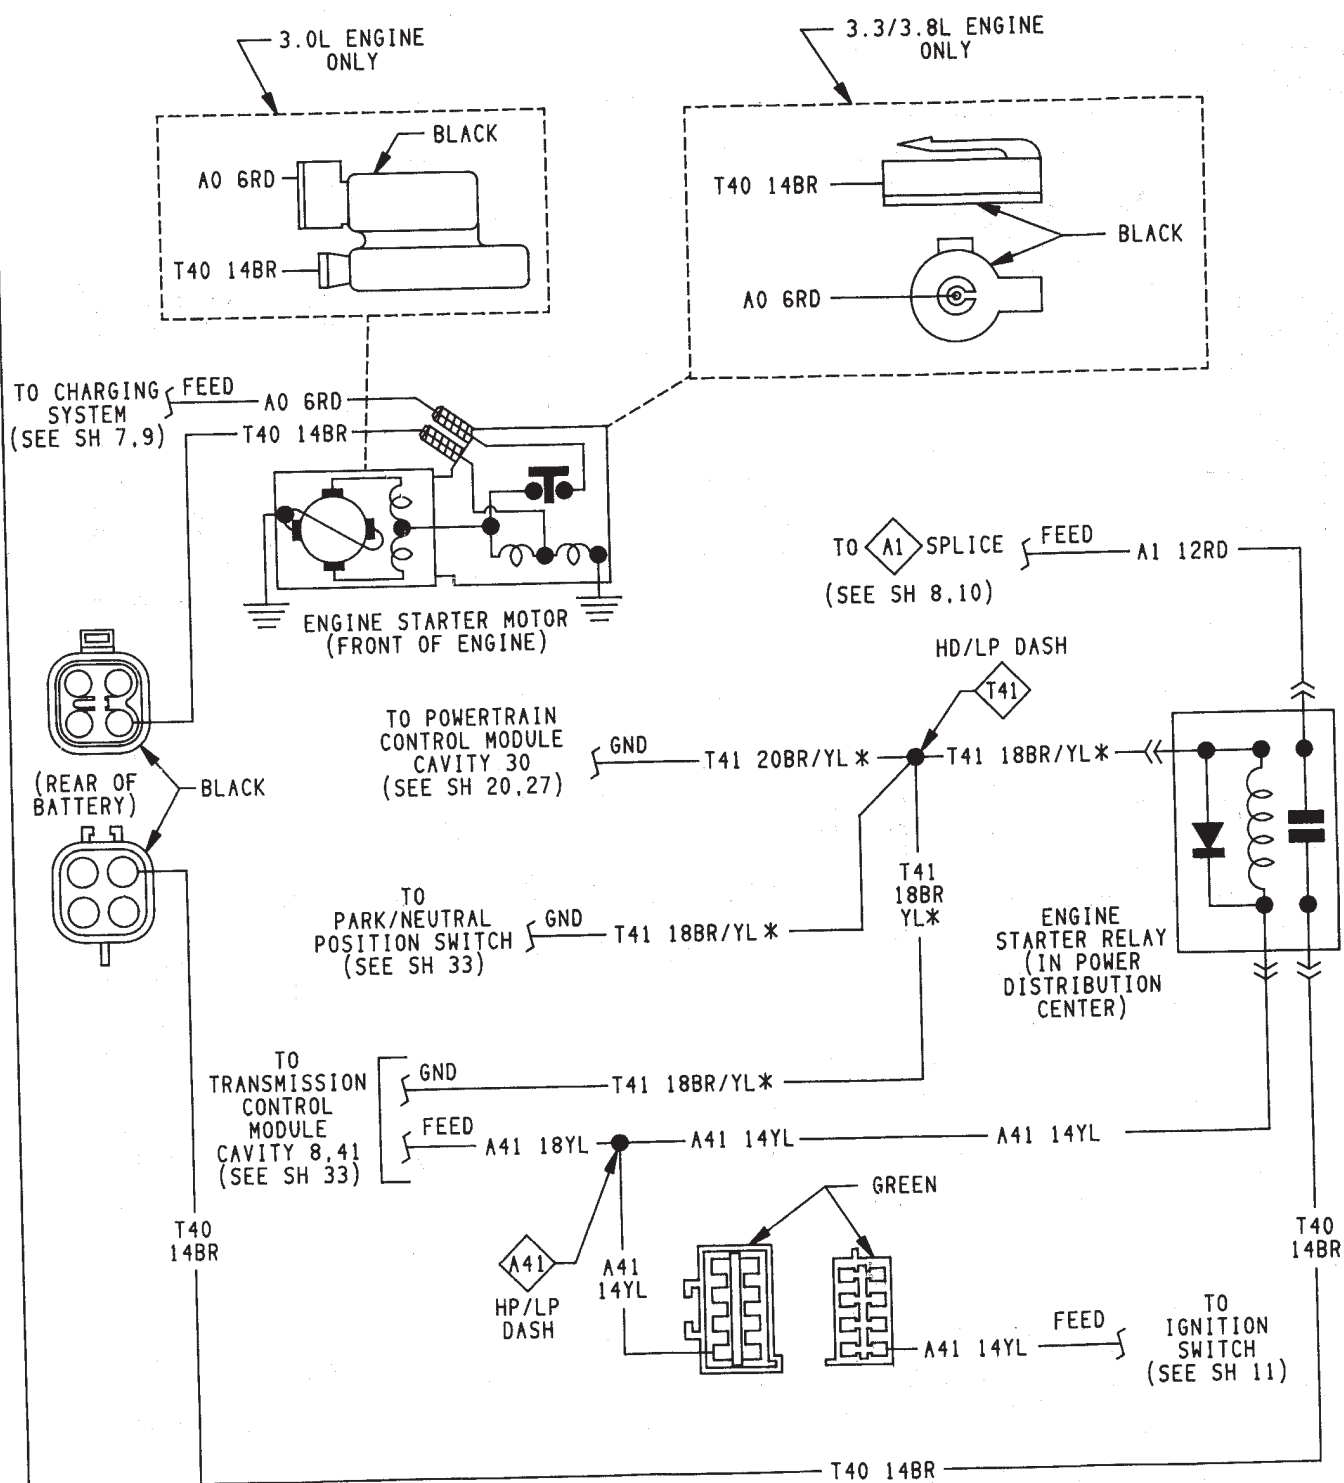 3.0L ENGINE
ONLY
3.3/3.8L ENGINE
ONLY
BLACK
A0 6RD
T40 14BR
T40 14BR
BLACK
A0 6RD
TO CHARGING
SYSTEM
(SEE SH 7,9)
FEED
A0 6RD
T40 14BR
ENGINE STARTER MOTOR
(FRONT OF ENGINE)
TO A1 SPLICE
(SEE SH 8,10)
FEED
A1 12RD
HD/LP DASH
T41
TO POWERTRAIN
CONTROL MODULE
CAVITY 30
(SEE SH 20,27)
GND
T41 20BR/YL*
T41 18BR/YL*
(REAR OF
BATTERY)
BLACK
T41
18BR
YL*
TO
PARK/NEUTRAL
POSITION SWITCH
(SEE SH 33)
GND
T41 18BR/YL*
ENGINE
STARTER RELAY
(IN POWER
DISTRIBUTION
CENTER)
TO
TRANSMISSION
CONTROL
MODULE
CAVITY 8,41
(SEE SH 33)
GND
T41 18BR/YL*
FEED
A41 18YL
A41 14YL
A41 14YL
GREEN
T40
14BR
A41
HP/LP
DASH
A41
14YL
T40
14BR
A41 14YL
FEED
TO
IGNITION
SWITCH
(SEE SH 11)
T40 14BR